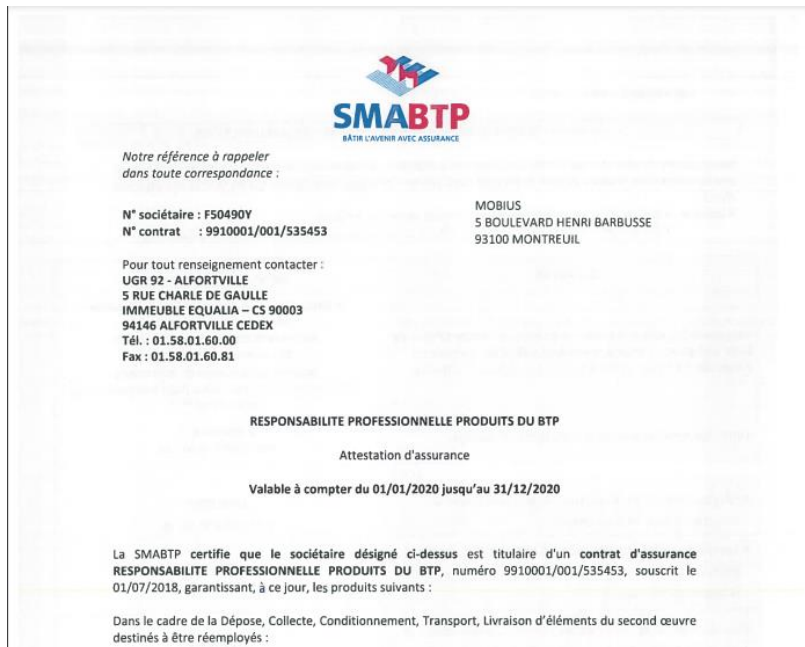 SMABTP
BÂTIR L'AVENIR AVEC ASSURANCE
Notre référence à rappeler
dans toute correspondance :
N° sociétaire : F50490Y
N° contrat : 9910001/001/535453
MOBIUS
5 BOULEVARD HENRI BARBUSSE
93100 MONTREUIL
Pour tout renseignement contacter :
UGR 92 - ALFORTVILLE
5 RUE CHARLE DE GAULLE
IMMEUBLE EQUALIA – CS 90003
94146 ALFORTVILLE CEDEX
Tél. : 01.58.01.60.00
Fax : 01.58.01.60.81
RESPONSABILITE PROFESSIONNELLE PRODUITS DU BTP
Attestation d'assurance
Valable à compter du 01/01/2020 jusqu'au 31/12/2020
La SMABTP certifie que le sociétaire désigné ci-dessus est titulaire d'un contrat d'assurance
RESPONSABILITE PROFESSIONNELLE PRODUITS DU BTP, numéro 9910001/001/535453, souscrit le
01/07/2018, garantissant, à ce jour, les produits suivants :
Dans le cadre de la Dépose, Collecte, Conditionnement, Transport, Livraison d'éléments du second œuvre
destinés à être réemployés :